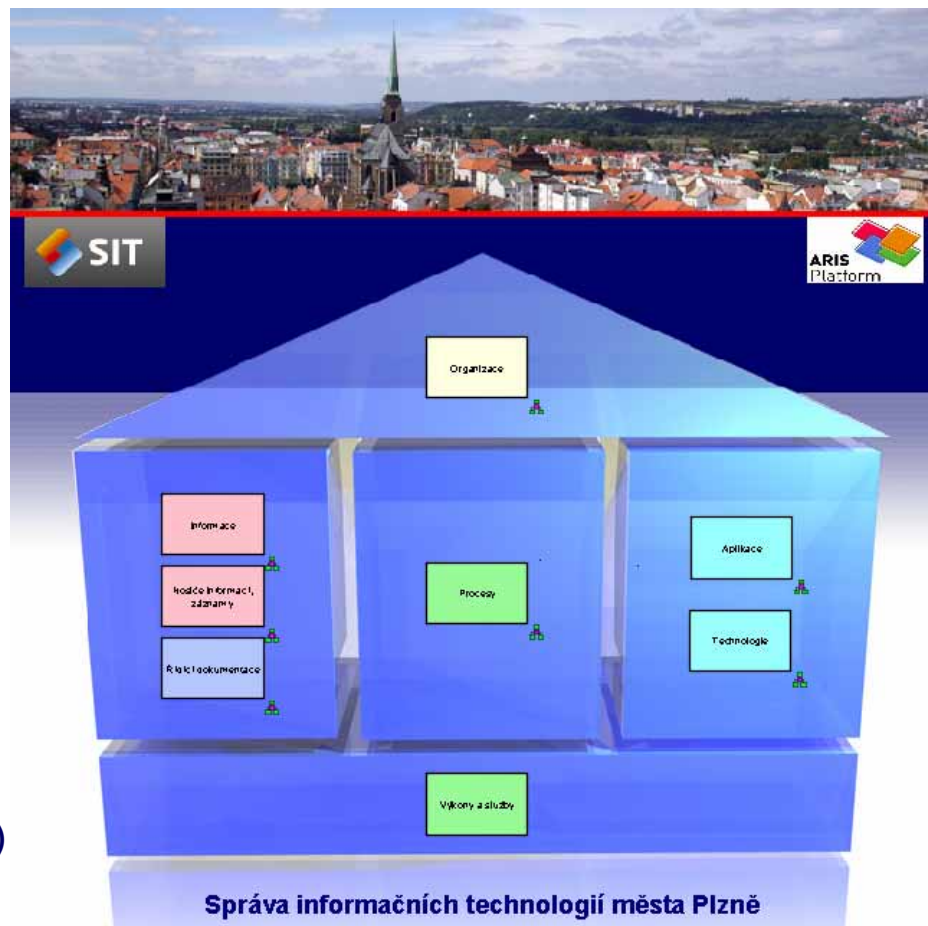 SIT
ARIS
Platform
Organizace
Informace
Nosiče informací,
záznamy
Řídící dokumentace
Procesy
Aplikace
Technologie
Výkony a služby
)
Správa informačních technologií města Plzně